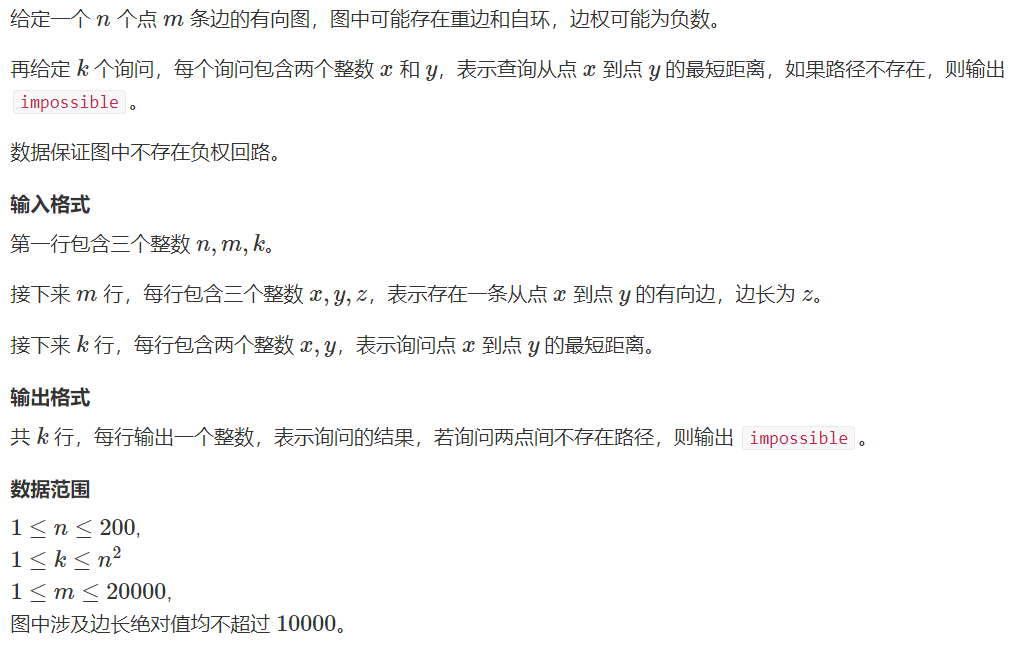 给定一个 n 个点 m 条边的有向图，图中可能存在重边和自环，边权可能为负数。
再给定 k 个询问，每个询问包含两个整数 x 和 y，表示查询从点 x 到点 y 的最短距离，如果路径不存在，则输出
impossible 。
数据保证图中不存在负权回路。
输入格式
第一行包含三个整数 n, m, k。
接下来 m 行，每行包含三个整数 x, y, z，表示存在一条从点 x 到点 y 的有向边，边长为 z。
接下来 k 行，每行包含两个整数 x, y，表示询问点 x 到点 y 的最短距离。
输出格式
共 k 行，每行输出一个整数，表示询问的结果，若询问两点间不存在路径，则输出 impossible 。
数据范围
1 ≤ n ≤ 200,
1 ≤ k ≤ n²
1 ≤ m ≤ 20000,
图中涉及边长绝对值均不超过 10000。